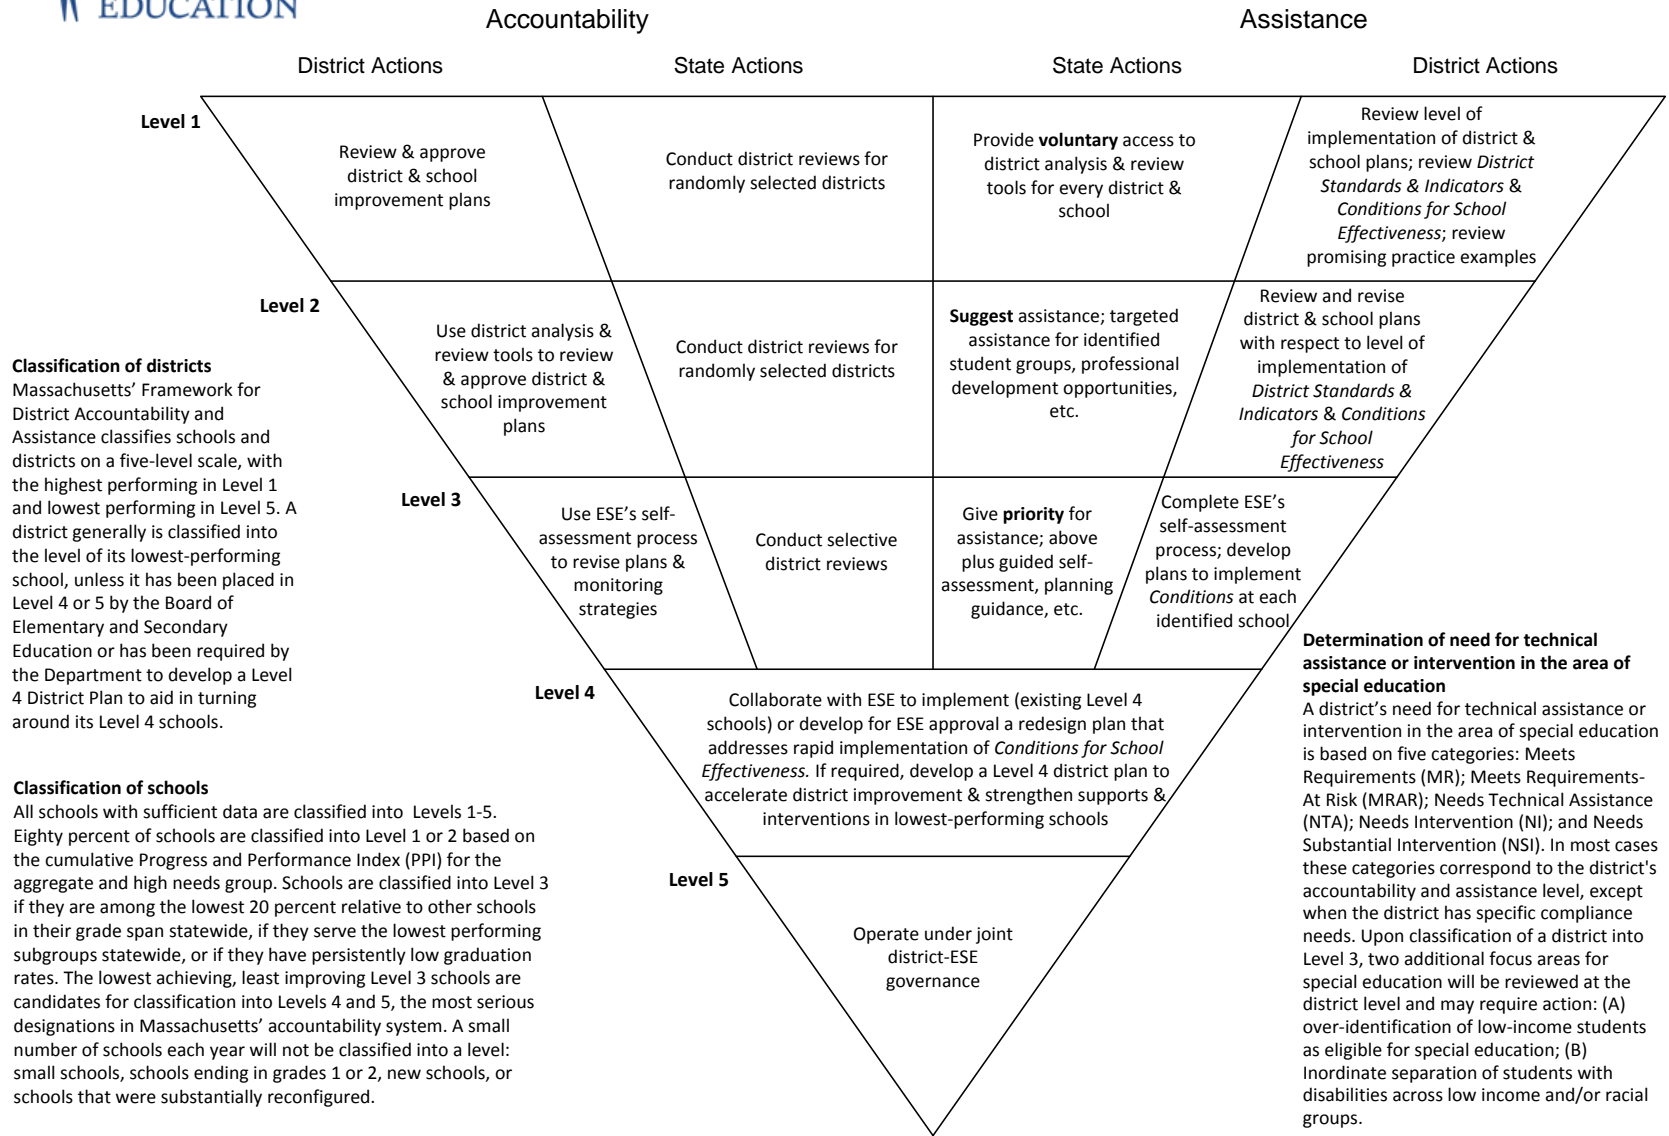 EDUCATION
Accountability
Assistance
District Actions
State Actions
State Actions
District Actions
Level 1
Review & approve
district & school
improvement plans
Conduct district reviews for
randomly selected districts
Provide voluntary access to
district analysis & review
tools for every district &
school
Review level of
implementation of district &
school plans; review District
Standards & Indicators &
Conditions for School
Effectiveness; review
promising practice examples
Level 2
Use district analysis &
review tools to review
& approve district &
school improvement
plans
Conduct district reviews for
randomly selected districts
Suggest assistance; targeted
assistance for identified
student groups, professional
development opportunities,
etc.
Review and revise
district & school plans
with respect to level of
implementation of
District Standards &
Indicators & Conditions
for School
Effectiveness
Level 3
Use ESE's self-
assessment process
to revise plans &
monitoring
strategies
Conduct selective
district reviews
Give priority for
assistance; above
plus guided self-
assessment, planning
guidance, etc.
Complete ESE's
self-assessment
process; develop
plans to implement
Conditions at each
identified school
Level 4
Collaborate with ESE to implement (existing Level 4
schools) or develop for ESE approval a redesign plan that
addresses rapid implementation of Conditions for School
Effectiveness. If required, develop a Level 4 district plan to
accelerate district improvement & strengthen supports &
interventions in lowest-performing schools
Level 5
Operate under joint
district-ESE
governance
Classification of districts
Massachusetts' Framework for
District Accountability and
Assistance classifies schools and
districts on a five-level scale, with
the highest performing in Level 1
and lowest performing in Level 5. A
district generally is classified into
the level of its lowest-performing
school, unless it has been placed in
Level 4 or 5 by the Board of
Elementary and Secondary
Education or has been required by
the Department to develop a Level
4 District Plan to aid in turning
around its Level 4 schools.
Classification of schools
All schools with sufficient data are classified into Levels 1-5.
Eighty percent of schools are classified into Level 1 or 2 based on
the cumulative Progress and Performance Index (PPI) for the
aggregate and high needs group. Schools are classified into Level 3
if they are among the lowest 20 percent relative to other schools
in their grade span statewide, if they serve the lowest performing
subgroups statewide, or if they have persistently low graduation
rates. The lowest achieving, least improving Level 3 schools are
candidates for classification into Levels 4 and 5, the most serious
designations in Massachusetts' accountability system. A small
number of schools each year will not be classified into a level:
small schools, schools ending in grades 1 or 2, new schools, or
schools that were substantially reconfigured.
Determination of need for technical
assistance or intervention in the area of
special education
A district's need for technical assistance or
intervention in the area of special education
is based on five categories: Meets
Requirements (MR); Meets Requirements-
At Risk (MRAR); Needs Technical Assistance
(NTA); Needs Intervention (NI); and Needs
Substantial Intervention (NSI). In most cases
these categories correspond to the district's
accountability and assistance level, except
when the district has specific compliance
needs. Upon classification of a district into
Level 3, two additional focus areas for
special education will be reviewed at the
district level and may require action: (A)
over-identification of low-income students
as eligible for special education; (B)
Inordinate separation of students with
disabilities across low income and/or racial
groups.